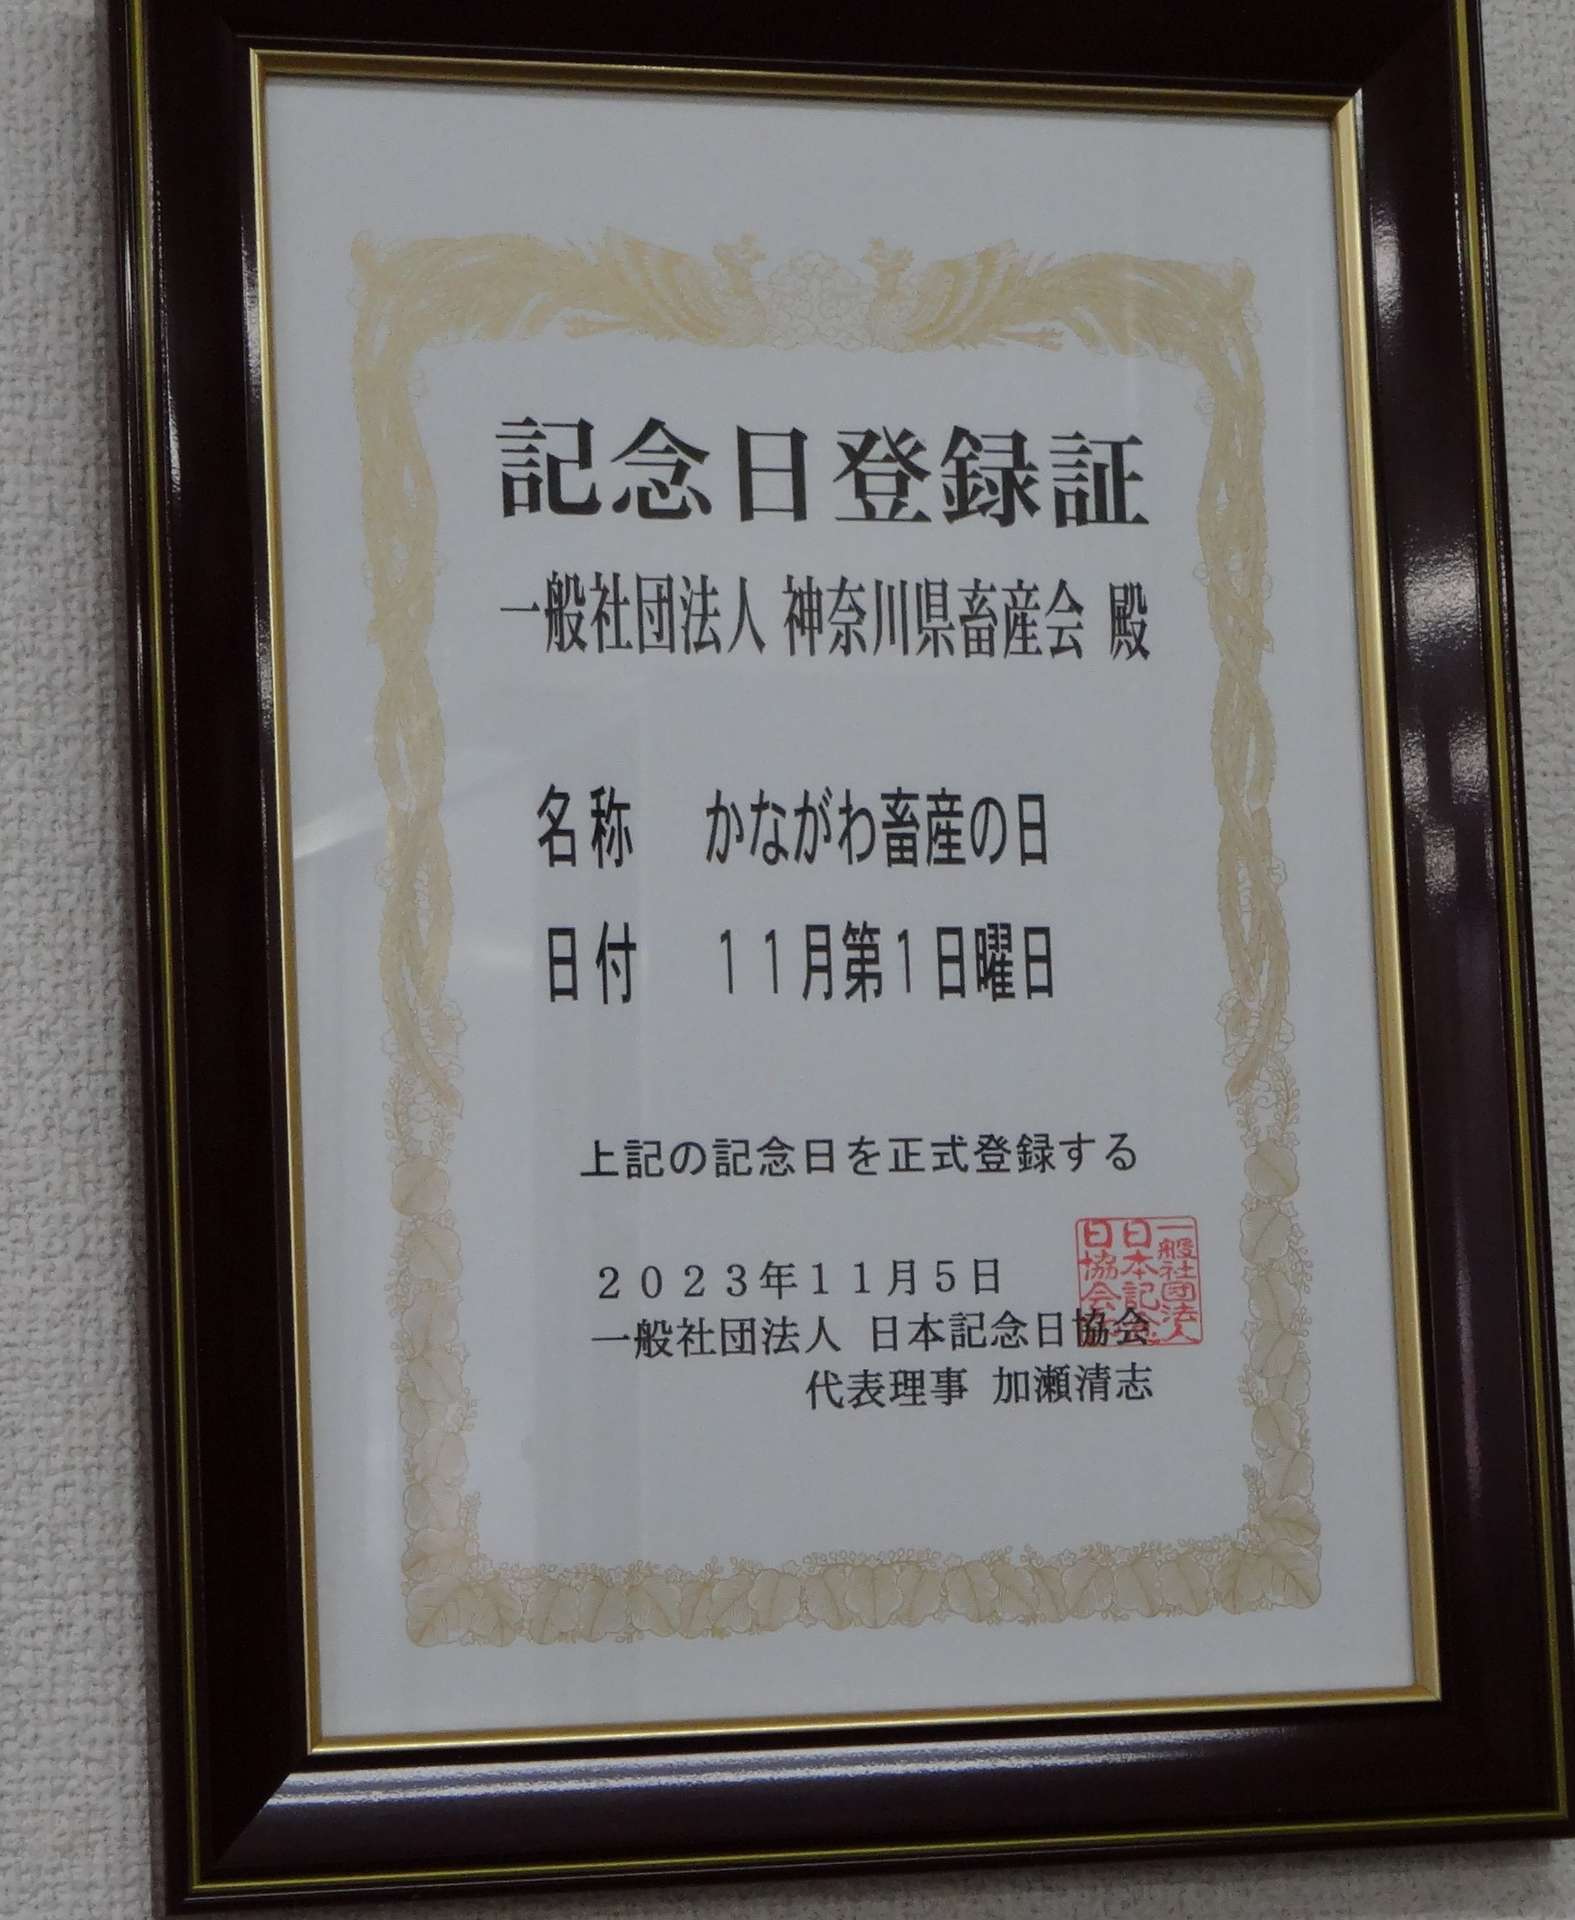 記念日登録証
一般社団法人 神奈川県畜産会 殿
名称 かながわ畜産の日
日付 11月第1日曜日
上記の記念日を正式登録する
2023年11月5日
一般社団法人 日本記念日協会
代表理事 加瀬清志
一般社団法人
日本記念
日協会